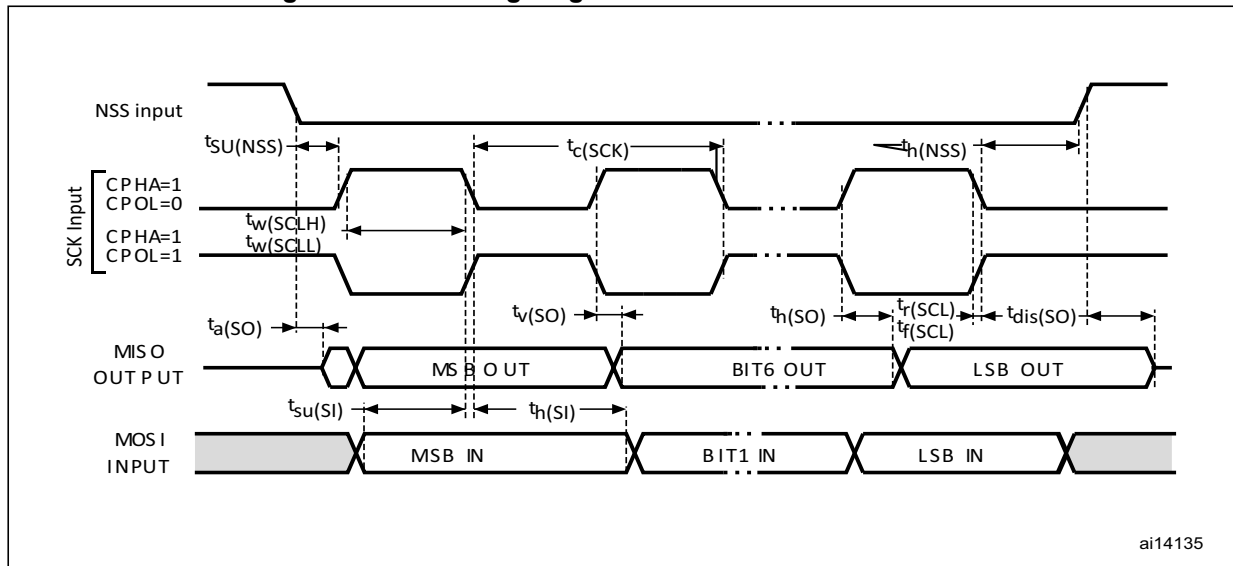 NSS input
tSU(NSS)
tc(SCK)
th(NSS)
SCK Input
CPHA=1
CPOL=0
tw(SCLH)
tw(SCLL)
CPHA=1
CPOL=1
ta(SO)
tv(SO)
th(SO)
tr(SCL)
tf(SCL)
tdis(SO)
MISO
OUTPUT
MSB OUT
BIT6 OUT
LSB OUT
tsu(SI)
th(SI)
MOSI
INPUT
MSB IN
BIT1 IN
LSB IN
ai14135